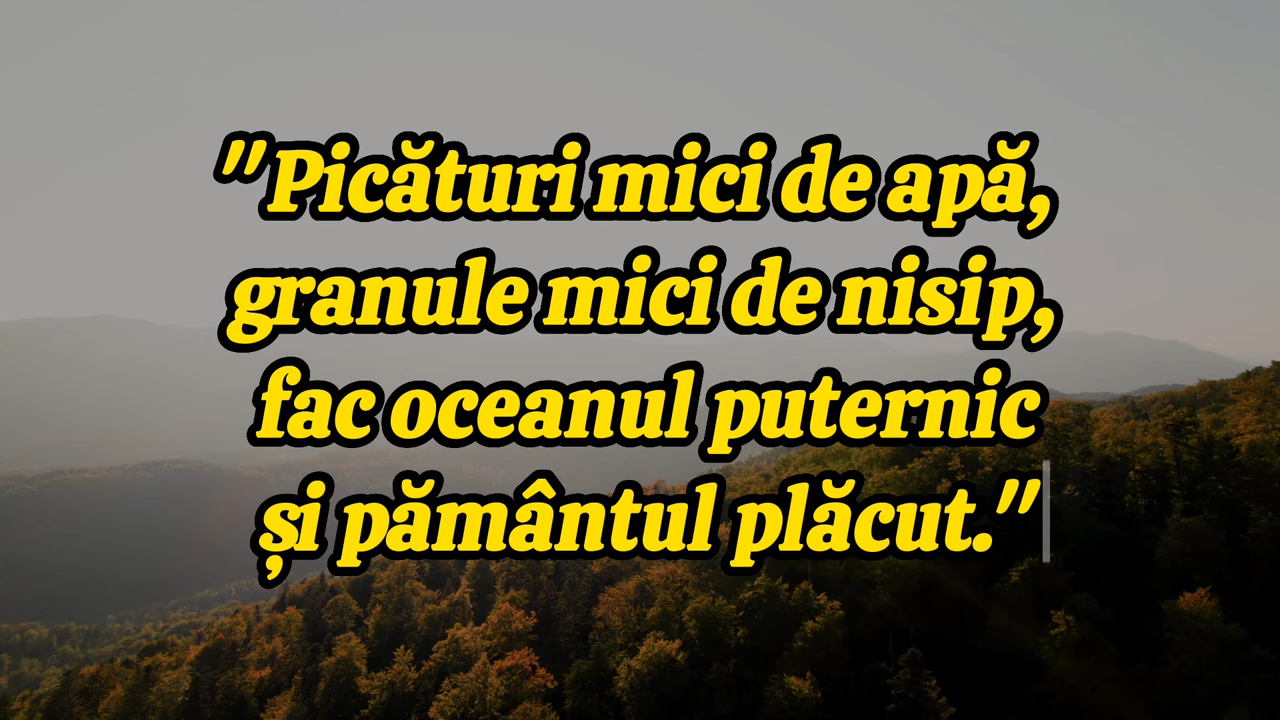 "Picături mici de apă,
granule mici de nisip,
fac oceanul puternic
și pământul plăcut."